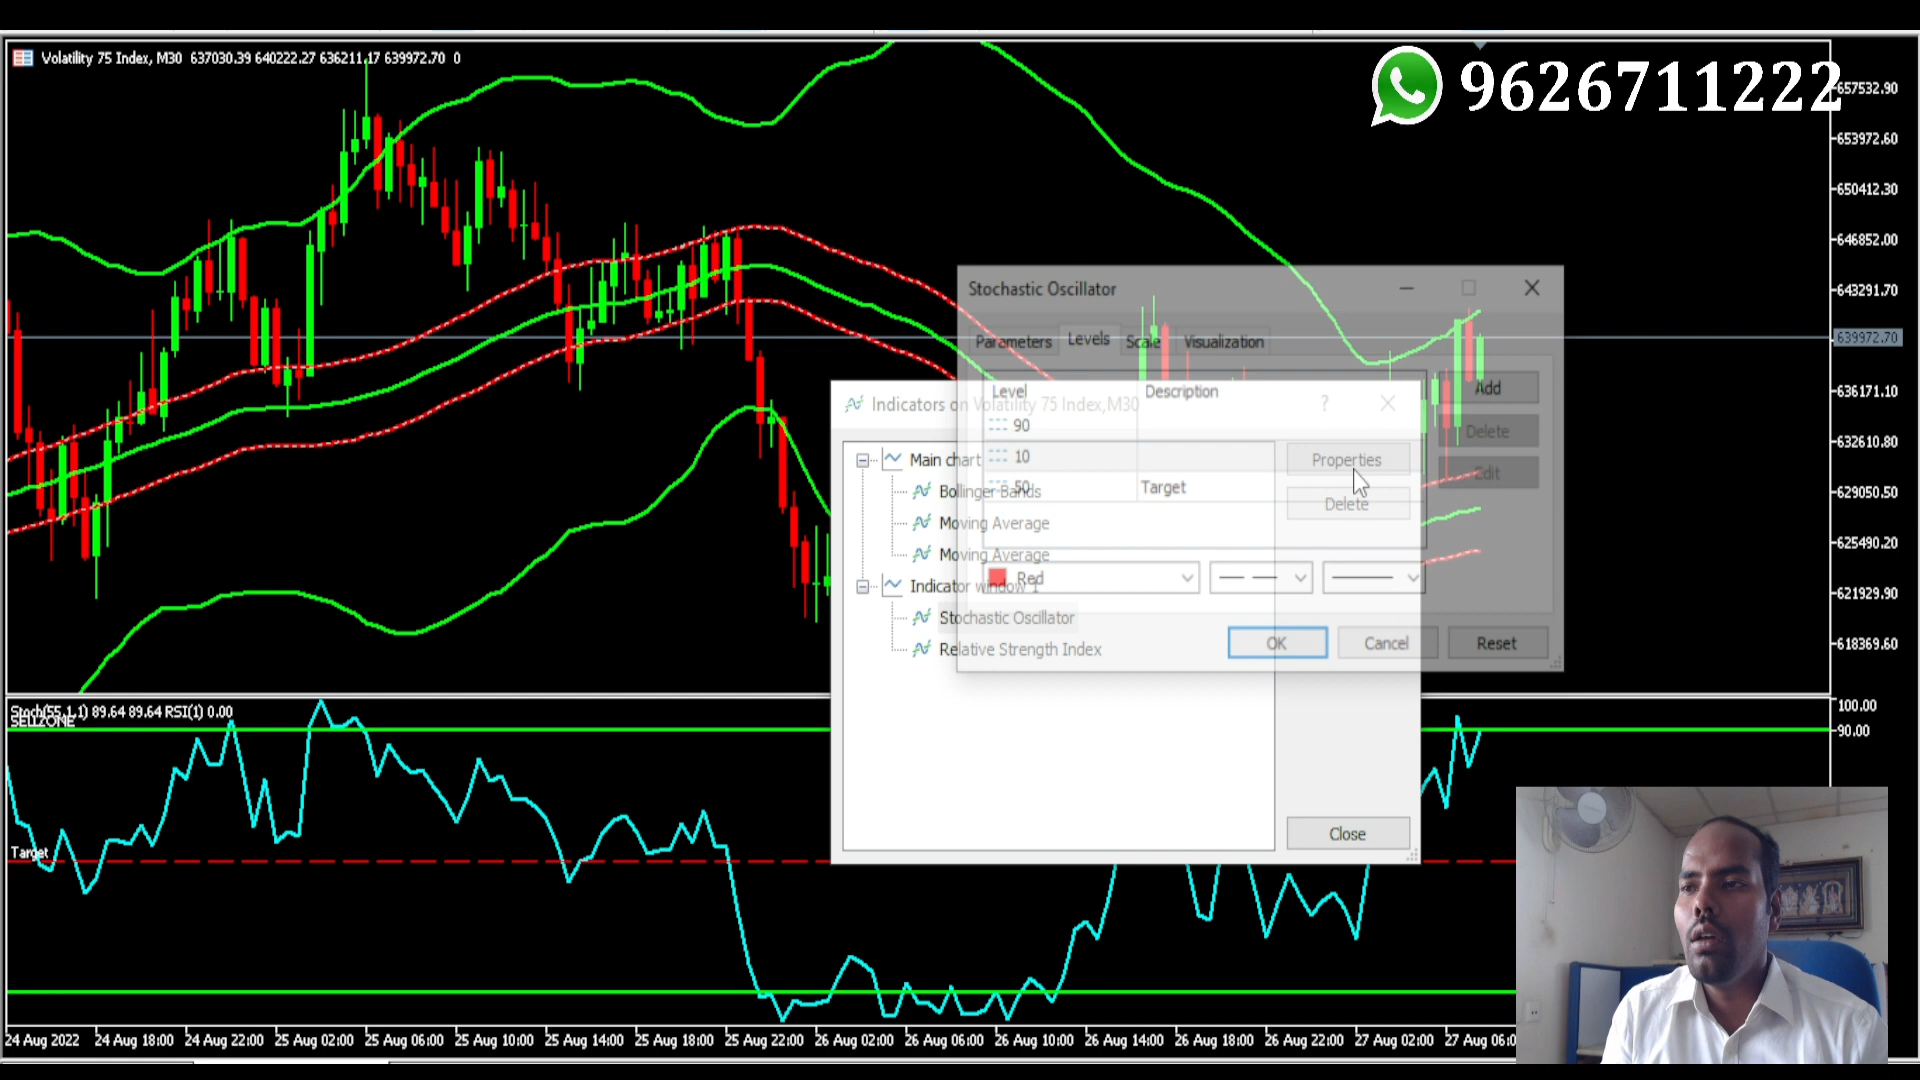 Volatility 75 Index, M30 637030.39 640222.27 636211.17 639972.70 0
9626711222
657532.90
653972.60
650412.30
646852.00
643291.70
639972.70
636171.10
632610.80
629050.50
625490.20
621929.90
618369.60
Stochastic Oscillator
Parameters Levels Scale Visualization
Level Description
90
10
50 Target
Add
Delete
Edit
Red
OK Cancel Reset
Indicators on Volatility 75 Index,M30 ?
Main chart
Bollinger Bands
Moving Average
Moving Average
Indicator window 1
Stochastic Oscillator
Relative Strength Index
Properties
Delete
Close
Stoch(55,1,1) 89.64 89.64 RSI(1) 0.00
SELLZONE
Target
100.00
90.00
24 Aug 2022 24 Aug 18:00 24 Aug 22:00 25 Aug 02:00 25 Aug 06:00 25 Aug 10:00 25 Aug 14:00 25 Aug 18:00 25 Aug 22:00 26 Aug 02:00 26 Aug 06:00 26 Aug 10:00 26 Aug 14:00 26 Aug 18:00 26 Aug 22:00 27 Aug 02:00 27 Aug 06:0